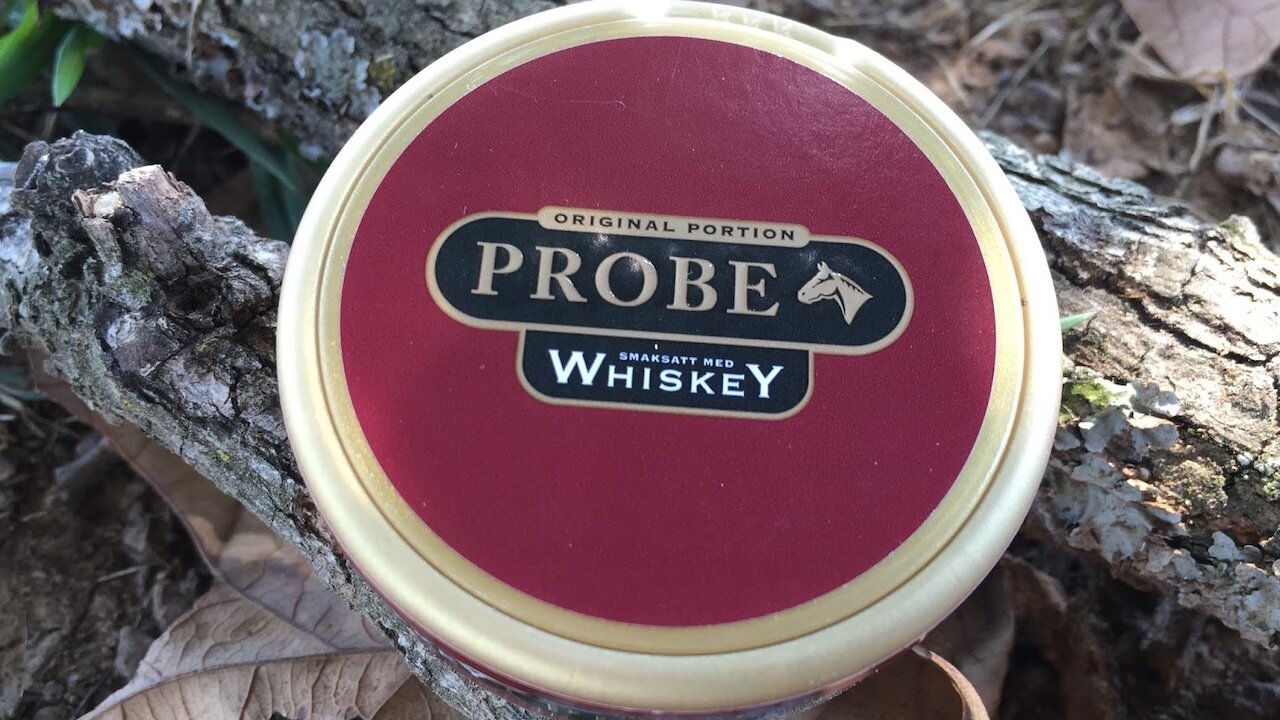 ORIGINAL PORTION
PROBE
SMAKSATT MED
WHISKEY